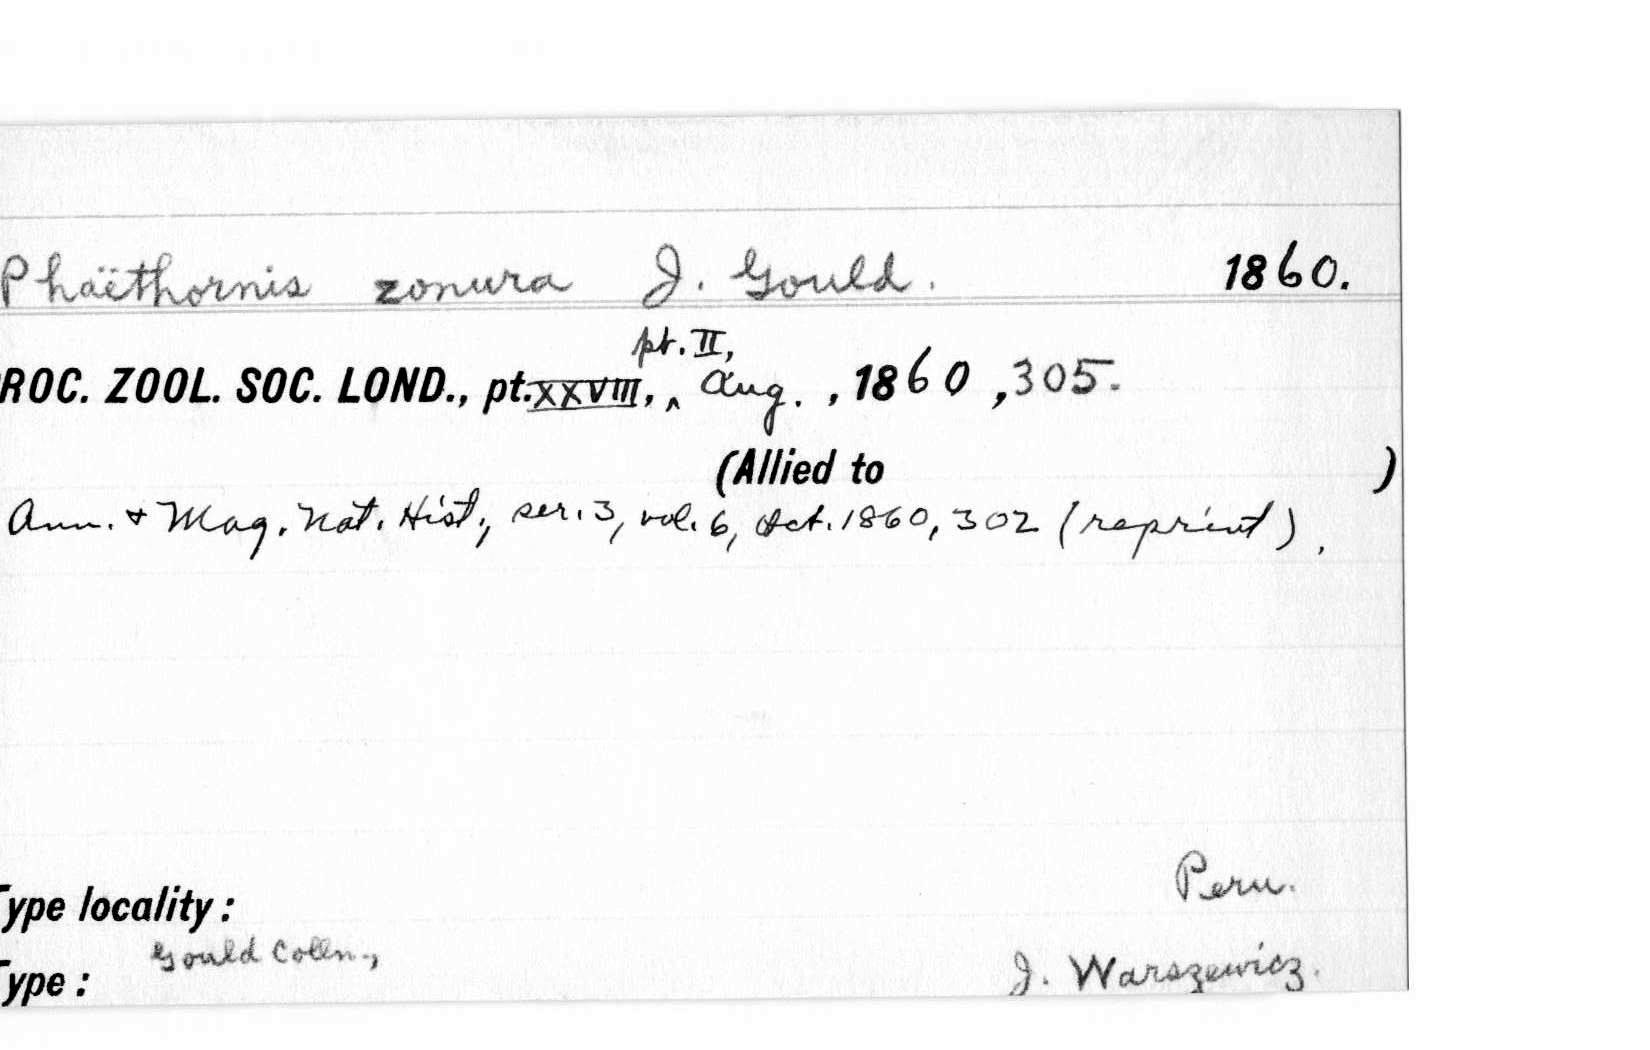 Phaëthornis zonura J. Gould. 1860.
pt. II,
ROC. ZOOL. SOC. LOND., pt. XXVIII, ^ Aug. , 1860 , 305.
(Allied to )
Ann. + Mag. Nat. Hist., ser. 3, vol. 6, Oct. 1860, 302 (reprint).
Peru.
Type locality :
Gould Colln.,
Type : J. Warszewicz.